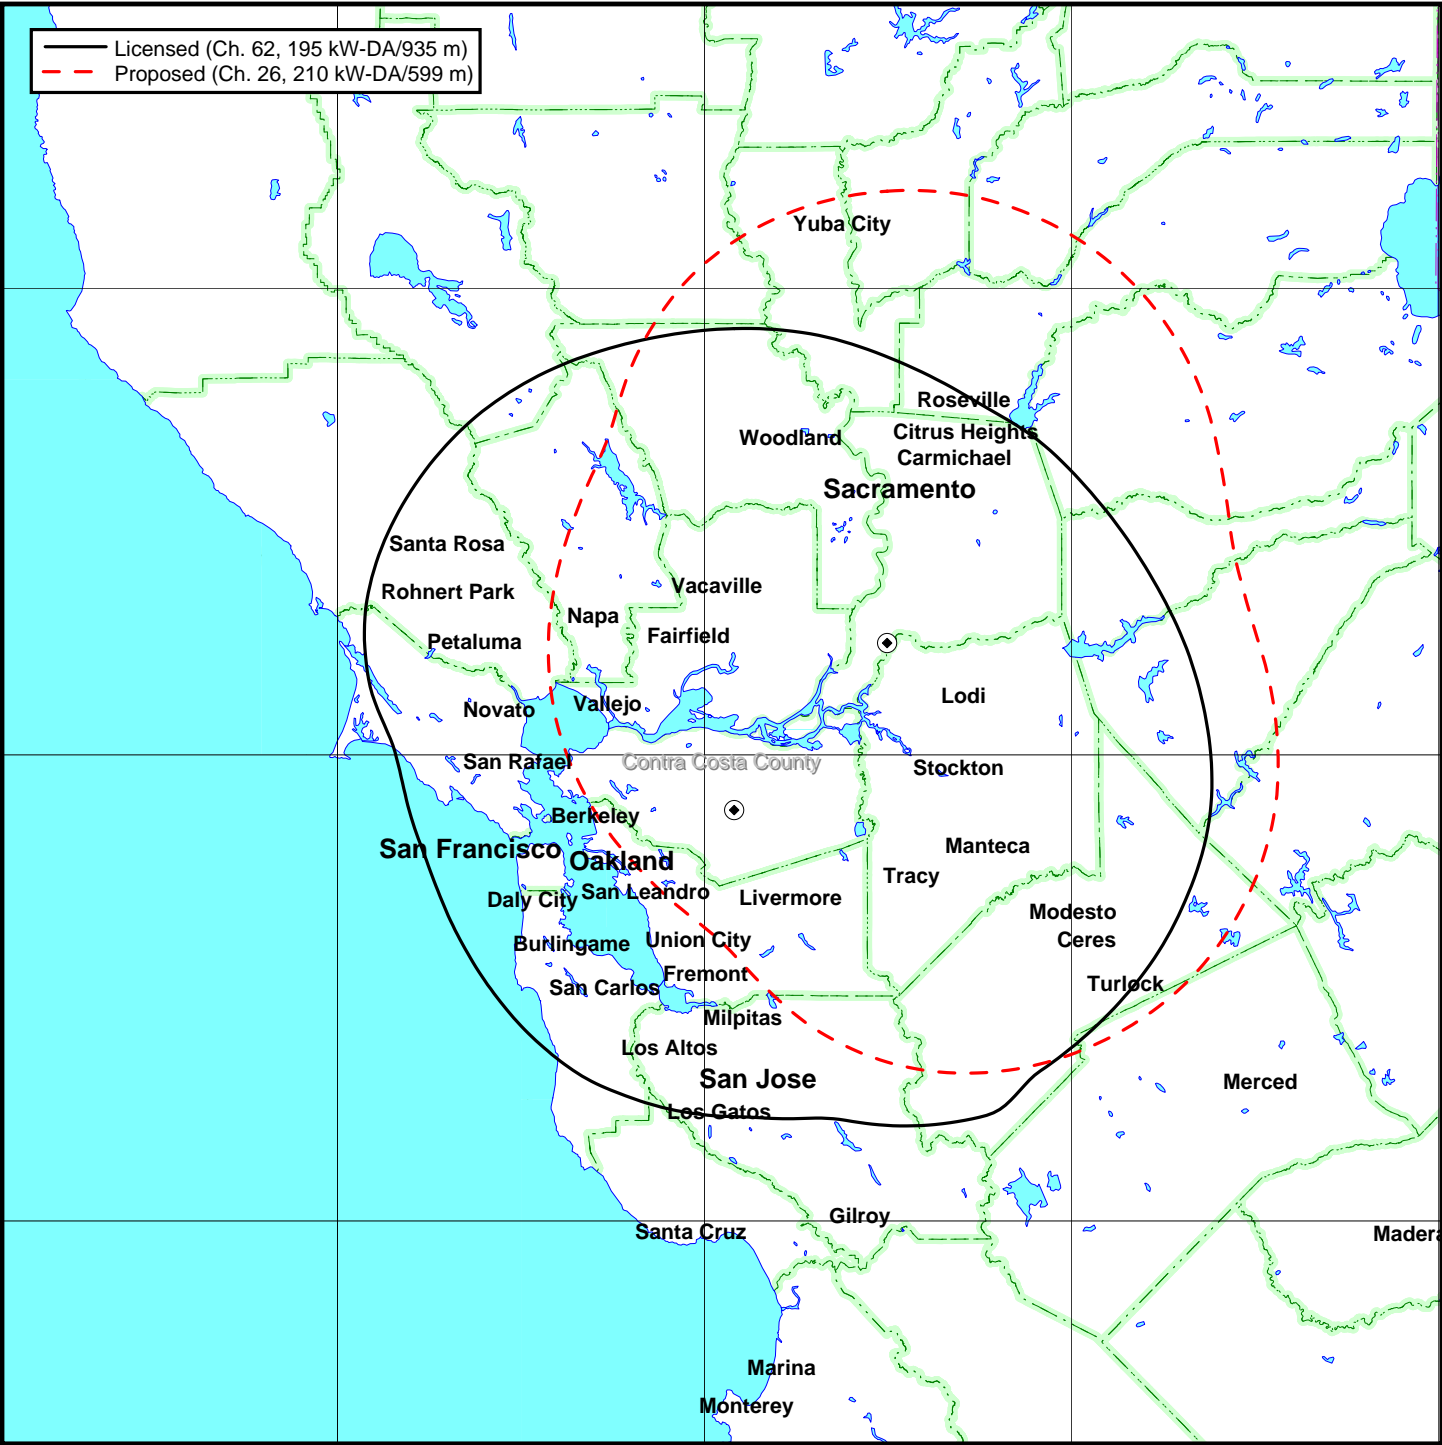 Licensed (Ch. 62, 195 kW-DA/935 m)
Proposed (Ch. 26, 210 kW-DA/599 m)
Yuba City
Roseville
Woodland
Citrus Heights
Carmichael
Sacramento
Santa Rosa
Rohnert Park
Vacaville
Napa
Petaluma
Fairfield
Lodi
Novato
Vallejo
San Rafael
Contra Costa County
Stockton
Berkeley
San Francisco
Oakland
Manteca
Tracy
Daly City
San Leandro
Livermore
Modesto
Burlingame
Union City
Ceres
San Carlos
Fremont
Turlock
Milpitas
Los Altos
San Jose
Merced
Los Gatos
Gilroy
Santa Cruz
Madera
Marina
Monterey